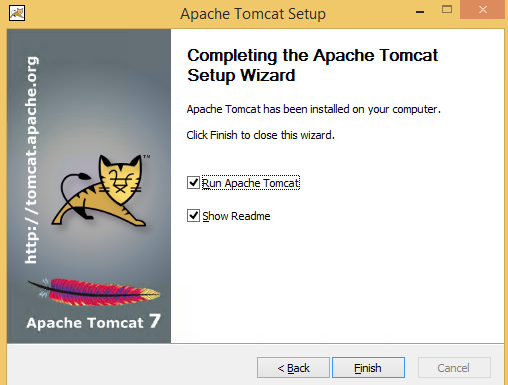 Apache Tomcat Setup
Completing the Apache Tomcat
Setup Wizard
Apache Tomcat has been installed on your computer.
Click Finish to close this wizard.
Run Apache Tomcat
Show Readme
http://tomcat.apache.org
TM
Apache Tomcat 7
< Back
Finish
Cancel